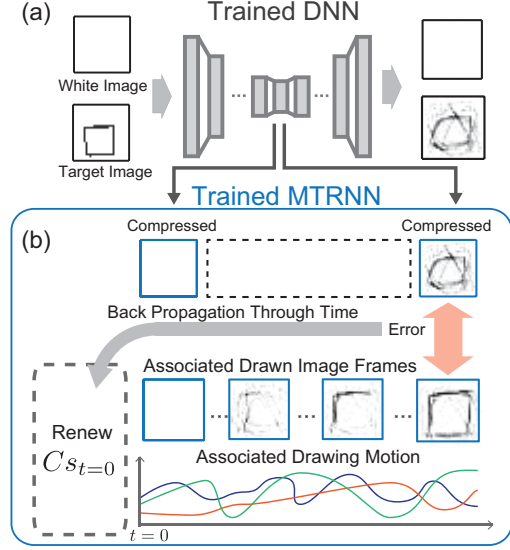 (a)
Trained DNN
White Image
...
...
Target Image
Trained MTRNN
(b)
Compressed
Compressed
Back Propagation Through Time
Error
Associated Drawn Image Frames
...
...
...
Renew
Cs_{t=0}
Associated Drawing Motion
t = 0